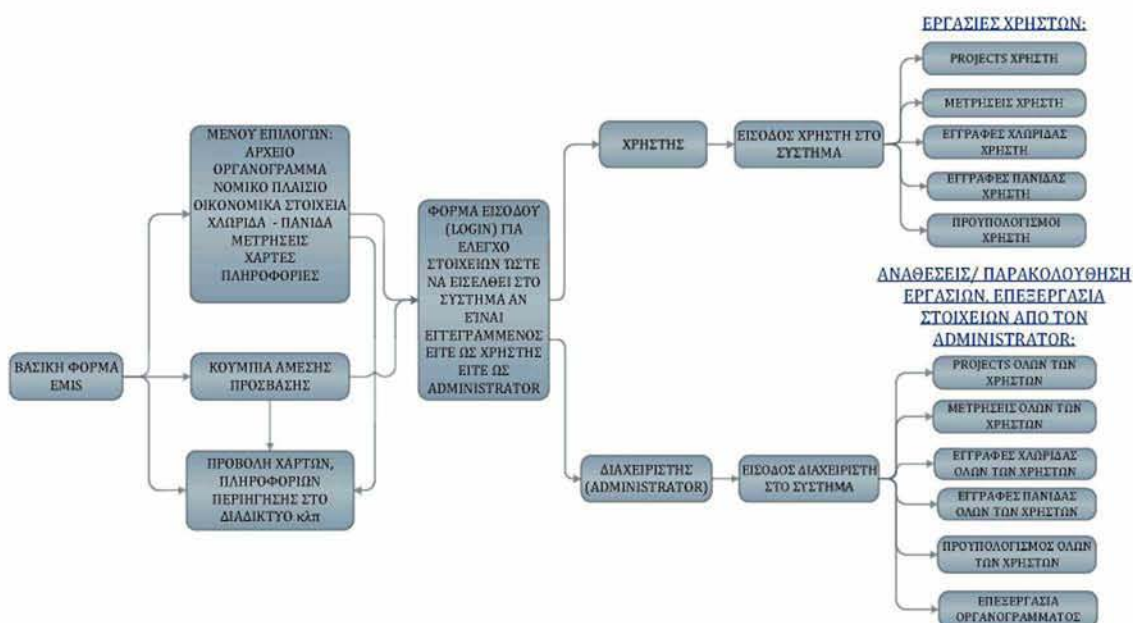 ΒΑΣΙΚΗ ΦΟΡΜΑ
EMIS
ΜΕΝΟΥ ΕΠΙΛΟΓΩΝ:
ΑΡΧΕΙΟ
ΟΡΓΑΝΟΓΡΑΜΜΑ
ΝΟΜΙΚΟ ΠΛΑΙΣΙΟ
ΟΙΚΟΝΟΜΙΚΑ ΣΤΟΙΧΕΙΑ
ΧΛΩΡΙΔΑ - ΠΑΝΙΔΑ
ΜΕΤΡΗΣΕΙΣ
ΧΑΡΤΕΣ
ΠΛΗΡΟΦΟΡΙΕΣ
ΚΟΥΜΠΙΑ ΑΜΕΣΗΣ
ΠΡΟΣΒΑΣΗΣ
ΠΡΟΒΟΛΗ ΧΑΡΤΩΝ,
ΠΛΗΡΟΦΟΡΙΩΝ
ΠΕΡΙΗΓΗΣΗΣ ΣΤΟ
ΔΙΑΔΙΚΤΥΟ κλπ
ΦΟΡΜΑ ΕΙΣΟΔΟΥ
(LOGIN) ΓΙΑ
ΕΛΕΓΧΟ
ΣΤΟΙΧΕΙΩΝ ΏΣΤΕ
ΝΑ ΕΙΣΕΛΘΕΙ ΣΤΟ
ΣΥΣΤΗΜΑ ΑΝ
ΕΊΝΑΙ
ΕΓΓΕΓΡΑΜΜΕΝΟΣ
ΕΙΤΕ ΩΣ ΧΡΗΣΤΗΣ
ΕΙΤΕ ΩΣ
ADMINISTRATOR
ΧΡΗΣΤΗΣ
ΕΙΣΟΔΟΣ ΧΡΗΣΤΗ ΣΤΟ
ΣΥΣΤΗΜΑ
ΕΡΓΑΣΙΕΣ ΧΡΗΣΤΩΝ:
PROJECTS ΧΡΗΣΤΗ
ΜΕΤΡΗΣΕΙΣ ΧΡΗΣΤΗ
ΕΓΓΡΑΦΕΣ ΧΛΩΡΙΔΑΣ
ΧΡΗΣΤΗ
ΕΓΓΡΑΦΕΣ ΠΑΝΙΔΑΣ
ΧΡΗΣΤΗ
ΠΡΟΥΠΟΛΟΓΙΣΜΟΙ
ΧΡΗΣΤΗ
ΔΙΑΧΕΙΡΙΣΤΗΣ
(ADMINISTRATOR)
ΕΙΣΟΔΟΣ ΔΙΑΧΕΙΡΙΣΤΗ
ΣΤΟ ΣΥΣΤΗΜΑ
ΑΝΑΘΕΣΕΙΣ/ ΠΑΡΑΚΟΛΟΥΘΗΣΗ
ΕΡΓΑΣΙΩΝ, ΕΠΕΞΕΡΓΑΣΙΑ
ΣΤΟΙΧΕΙΩΝ ΑΠΟ ΤΟΝ
ADMINISTRATOR:
PROJECTS ΟΛΩΝ ΤΩΝ
ΧΡΗΣΤΩΝ
ΜΕΤΡΗΣΕΙΣ ΟΛΩΝ ΤΩΝ
ΧΡΗΣΤΩΝ
ΕΓΓΡΑΦΕΣ ΧΛΩΡΙΔΑΣ
ΟΛΩΝ ΤΩΝ ΧΡΗΣΤΩΝ
ΕΓΓΡΑΦΕΣ ΠΑΝΙΔΑΣ
ΟΛΩΝ ΤΩΝ ΧΡΗΣΤΩΝ
ΠΡΟΥΠΟΛΟΓΙΣΜΟΣ ΟΛΩΝ
ΤΩΝ ΧΡΗΣΤΩΝ
ΕΠΕΞΕΡΓΑΣΙΑ
ΟΡΓΑΝΟΓΡΑΜΜΑΤΟΣ